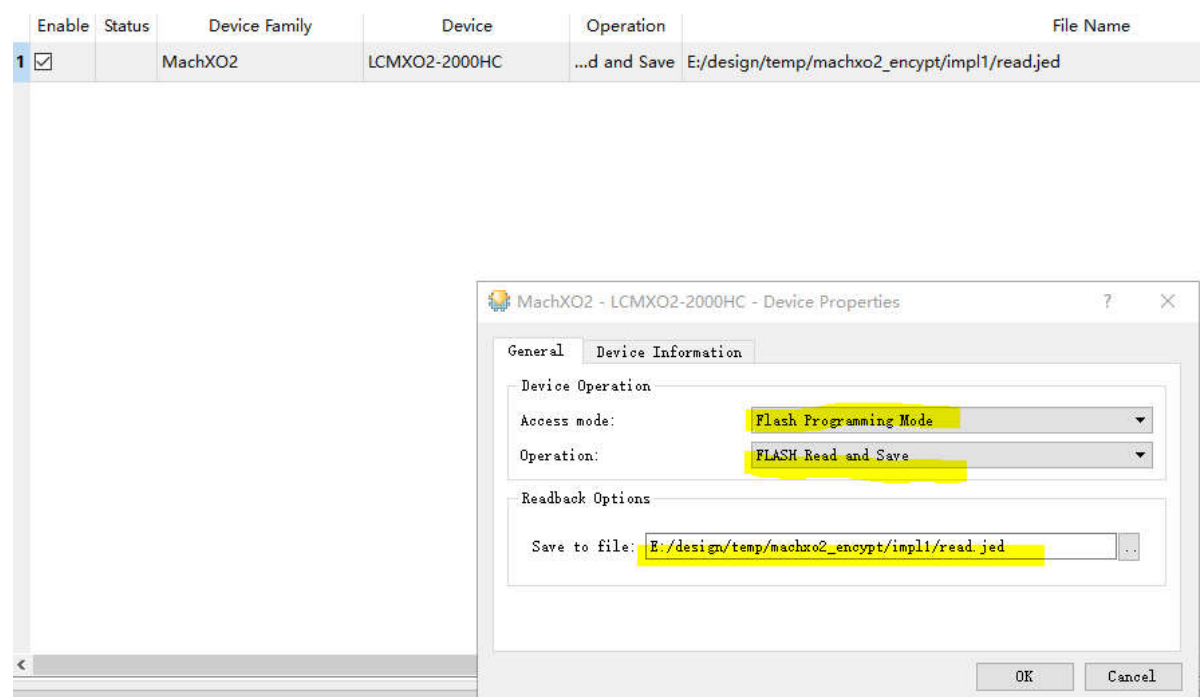 Enable Status Device Family Device Operation File Name
1 MachXO2 LCMXO2-2000HC ...d and Save E:/design/temp/machxo2_encypt/impl1/read.jed
MachXO2 - LCMXO2-2000HC - Device Properties ? ×
General Device Information
Device Operation
Access mode: Flash Programming Mode
Operation: FLASH Read and Save
Readback Options
Save to file: E:/design/temp/machxo2_encypt/impl1/read.jed ..
OK Cancel